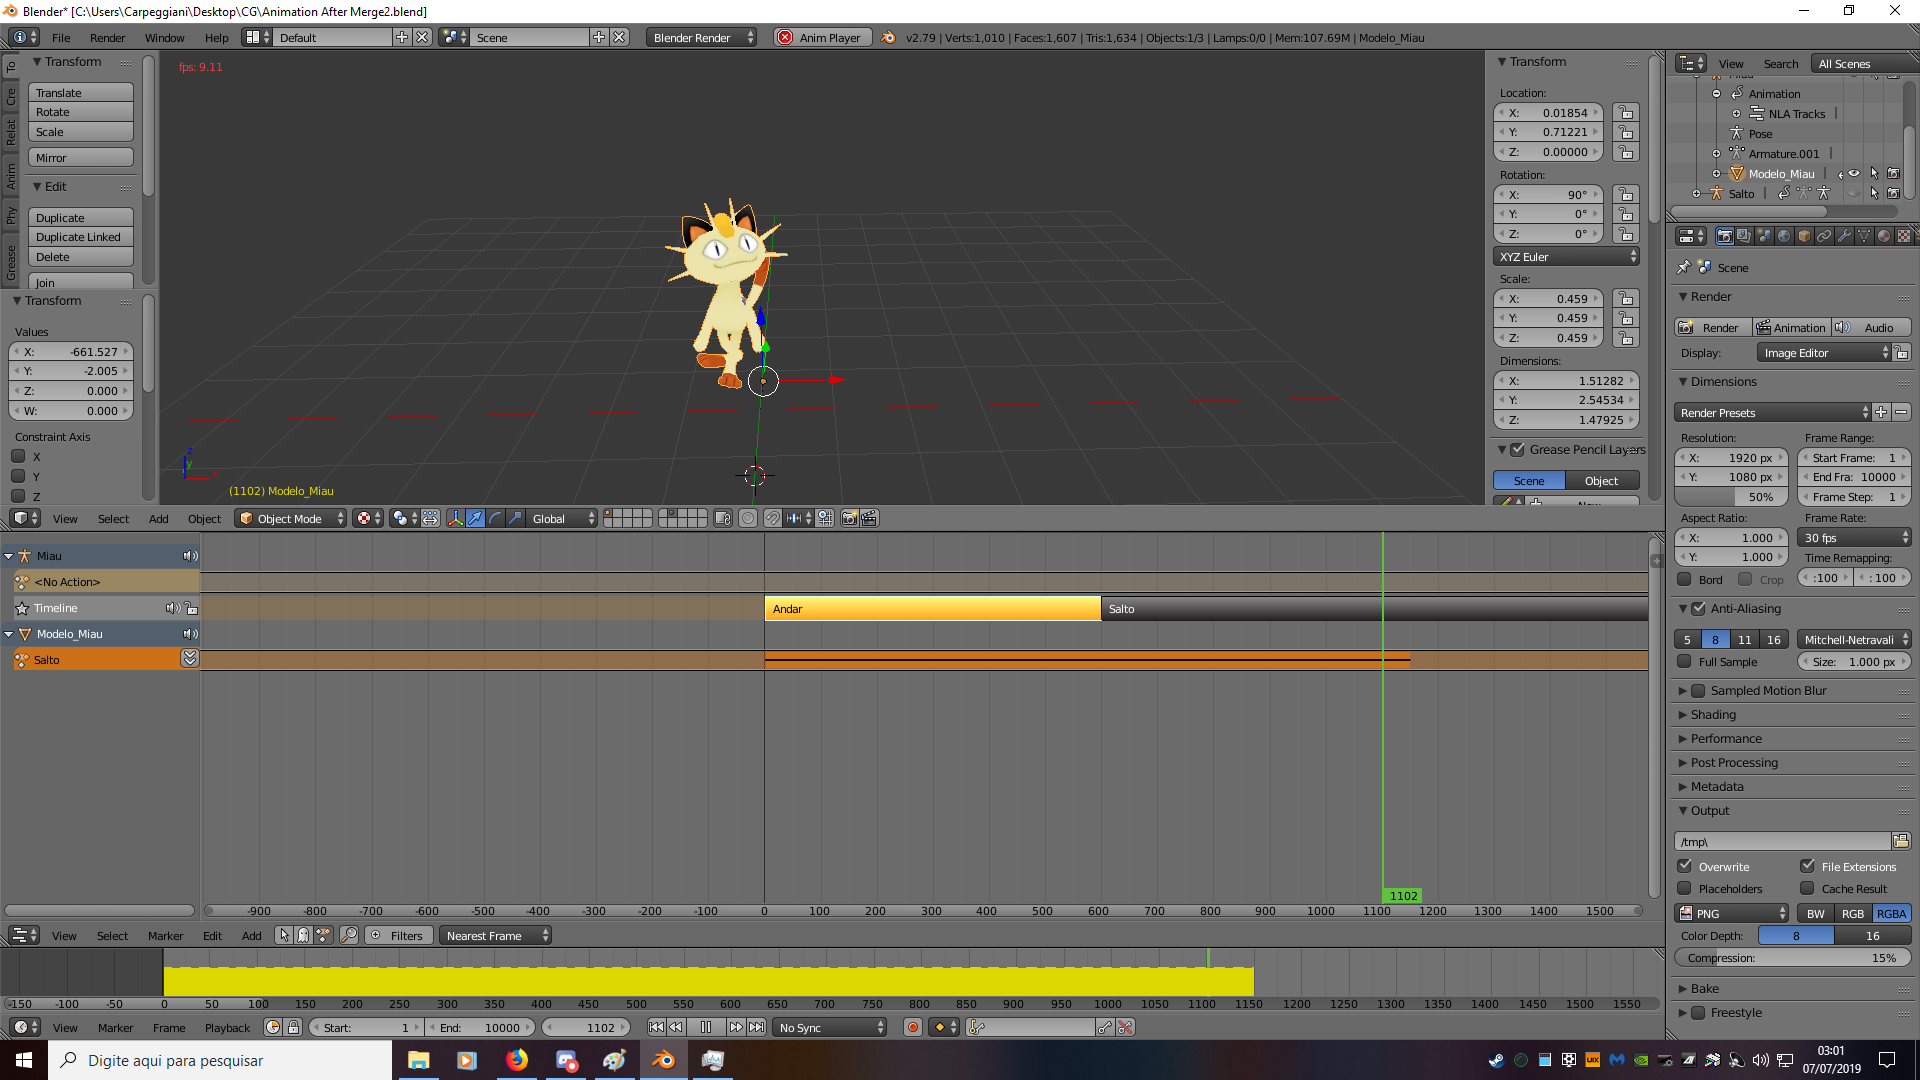 Blender* [C:\Users\Carpeggiani\Desktop\CG\Animation After Merge2.blend]
File Render Window Help Default Scene Blender Render Anim Player v2.79 | Verts:1,010 | Faces:1,607 | Tris:1,634 | Objects:1/3 | Lamps:0/0 | Mem:107.69M | Modelo_Miau
To
Cre
Relat
Anim
Phy
Grease
Transform
Translate
Rotate
Scale
Mirror
Edit
Duplicate
Duplicate Linked
Delete
Join
Transform
Values
X: -661.527
Y: -2.005
Z: 0.000
W: 0.000
Constraint Axis
X
Y
Z
fps: 9.11
(1102) Modelo_Miau
Transform
Location:
X: 0.01854
Y: 0.71221
Z: 0.00000
Rotation:
X: 90°
Y: 0°
Z: 0°
XYZ Euler
Scale:
X: 0.459
Y: 0.459
Z: 0.459
Dimensions:
X: 1.51282
Y: 2.54534
Z: 1.47925
Grease Pencil Layers
Scene Object
View Select Add Object Object Mode Global
Miau
<No Action>
Timeline
Modelo_Miau
Salto
Andar Salto
1102
-900 -800 -700 -600 -500 -400 -300 -200 -100 0 100 200 300 400 500 600 700 800 900 1000 1100 1200 1300 1400 1500
View Select Marker Edit Add Filters Nearest Frame
-150 -100 -50 0 50 100 150 200 250 300 350 400 450 500 550 600 650 700 750 800 850 900 950 1000 1050 1100 1150 1200 1250 1300 1350 1400 1450 1500 1550
View Marker Frame Playback Start: 1 End: 10000 1102 No Sync
View Search All Scenes
Animation
NLA Tracks
Pose
Armature.001
Modelo_Miau
Salto
Scene
Render
Render Animation Audio
Display: Image Editor
Dimensions
Render Presets
Resolution: Frame Range:
X: 1920 px Start Frame: 1
Y: 1080 px End Fra: 10000
50% Frame Step: 1
Aspect Ratio: Frame Rate:
X: 1.000 30 fps
Y: 1.000 Time Remapping:
Bord Crop :100 : 100
Anti-Aliasing
5 8 11 16 Mitchell-Netravali
Full Sample Size: 1.000 px
Sampled Motion Blur
Shading
Performance
Post Processing
Metadata
Output
/tmp\
Overwrite File Extensions
Placeholders Cache Result
PNG BW RGB RGBA
Color Depth: 8 16
Compression: 15%
Bake
Freestyle
Digite aqui para pesquisar
03:01
07/07/2019